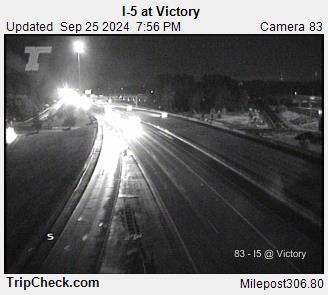 I-5 at Victory
Updated Sep 25 2024 7:56 PM Camera 83
T
S
83 - I5 @ Victory
TripCheck.com Milepost306.80